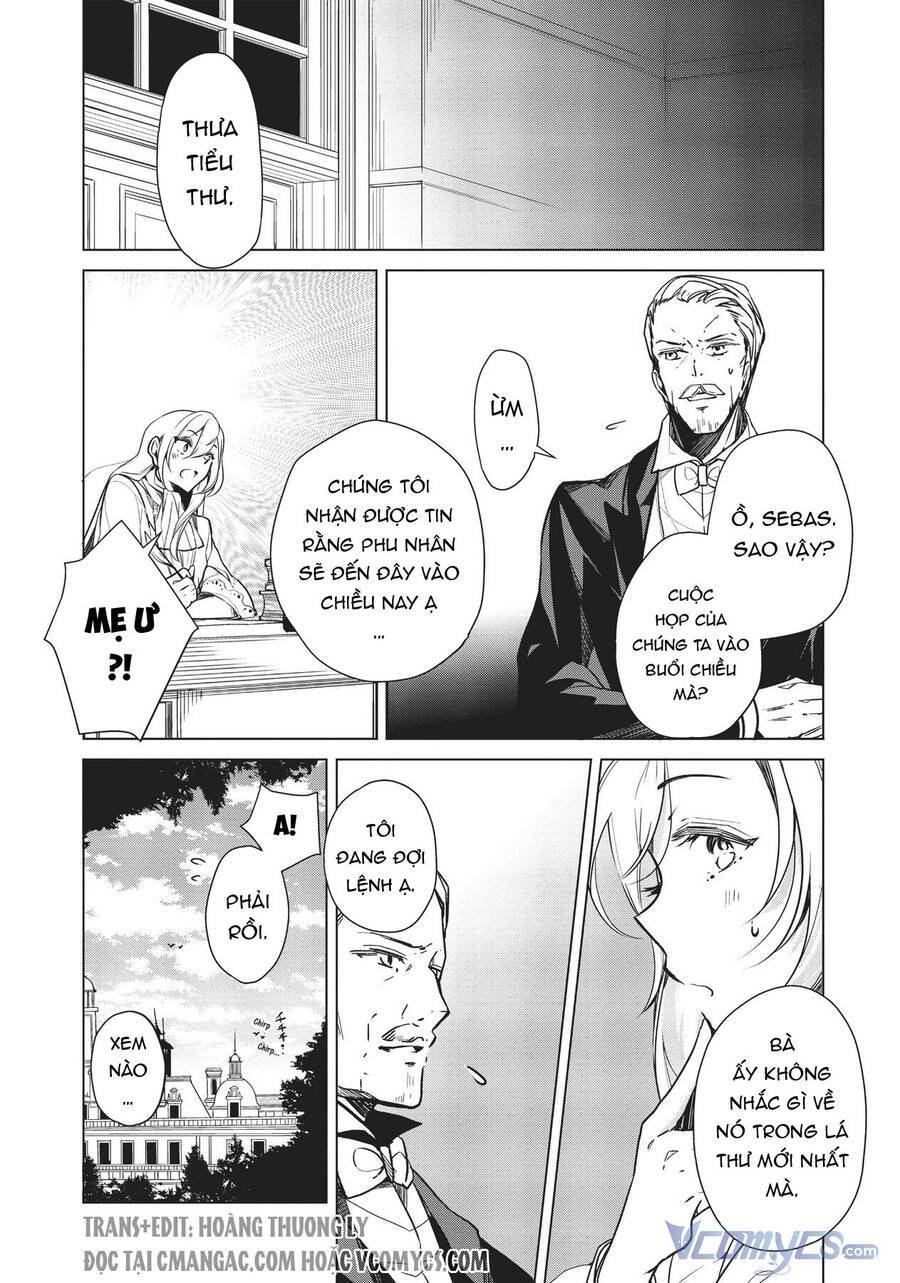 THƯA
TIỂU
THƯ.
Ồ, SEBAS.
SAO VẬY?
CUỘC
HỌP CỦA
CHÚNG TA VÀO
BUỔI CHIỀU
MÀ?
ỪM
...
CHÚNG TÔI
NHẬN ĐƯỢC TIN
RẰNG PHU NHÂN
SẼ ĐẾN ĐÂY VÀO
CHIỀU NAY Ạ
...
MẸ Ư
?!
BÀ
ẤY KHÔNG
NHẮC GÌ VỀ
NÓ TRONG LÁ
THƯ MỚI NHẤT
MÀ.
TÔI
ĐANG ĐỢI
LỆNH Ạ.
A!
PHẢI
RỒI.
Chirp
Chirp...
XEM
NÀO
...
TRANS+EDIT: HOÀNG THUONG LY
ĐỌC TẠI CMANGAC.COM HOẶC VCOMYCS.COM
VCOMYCS.com